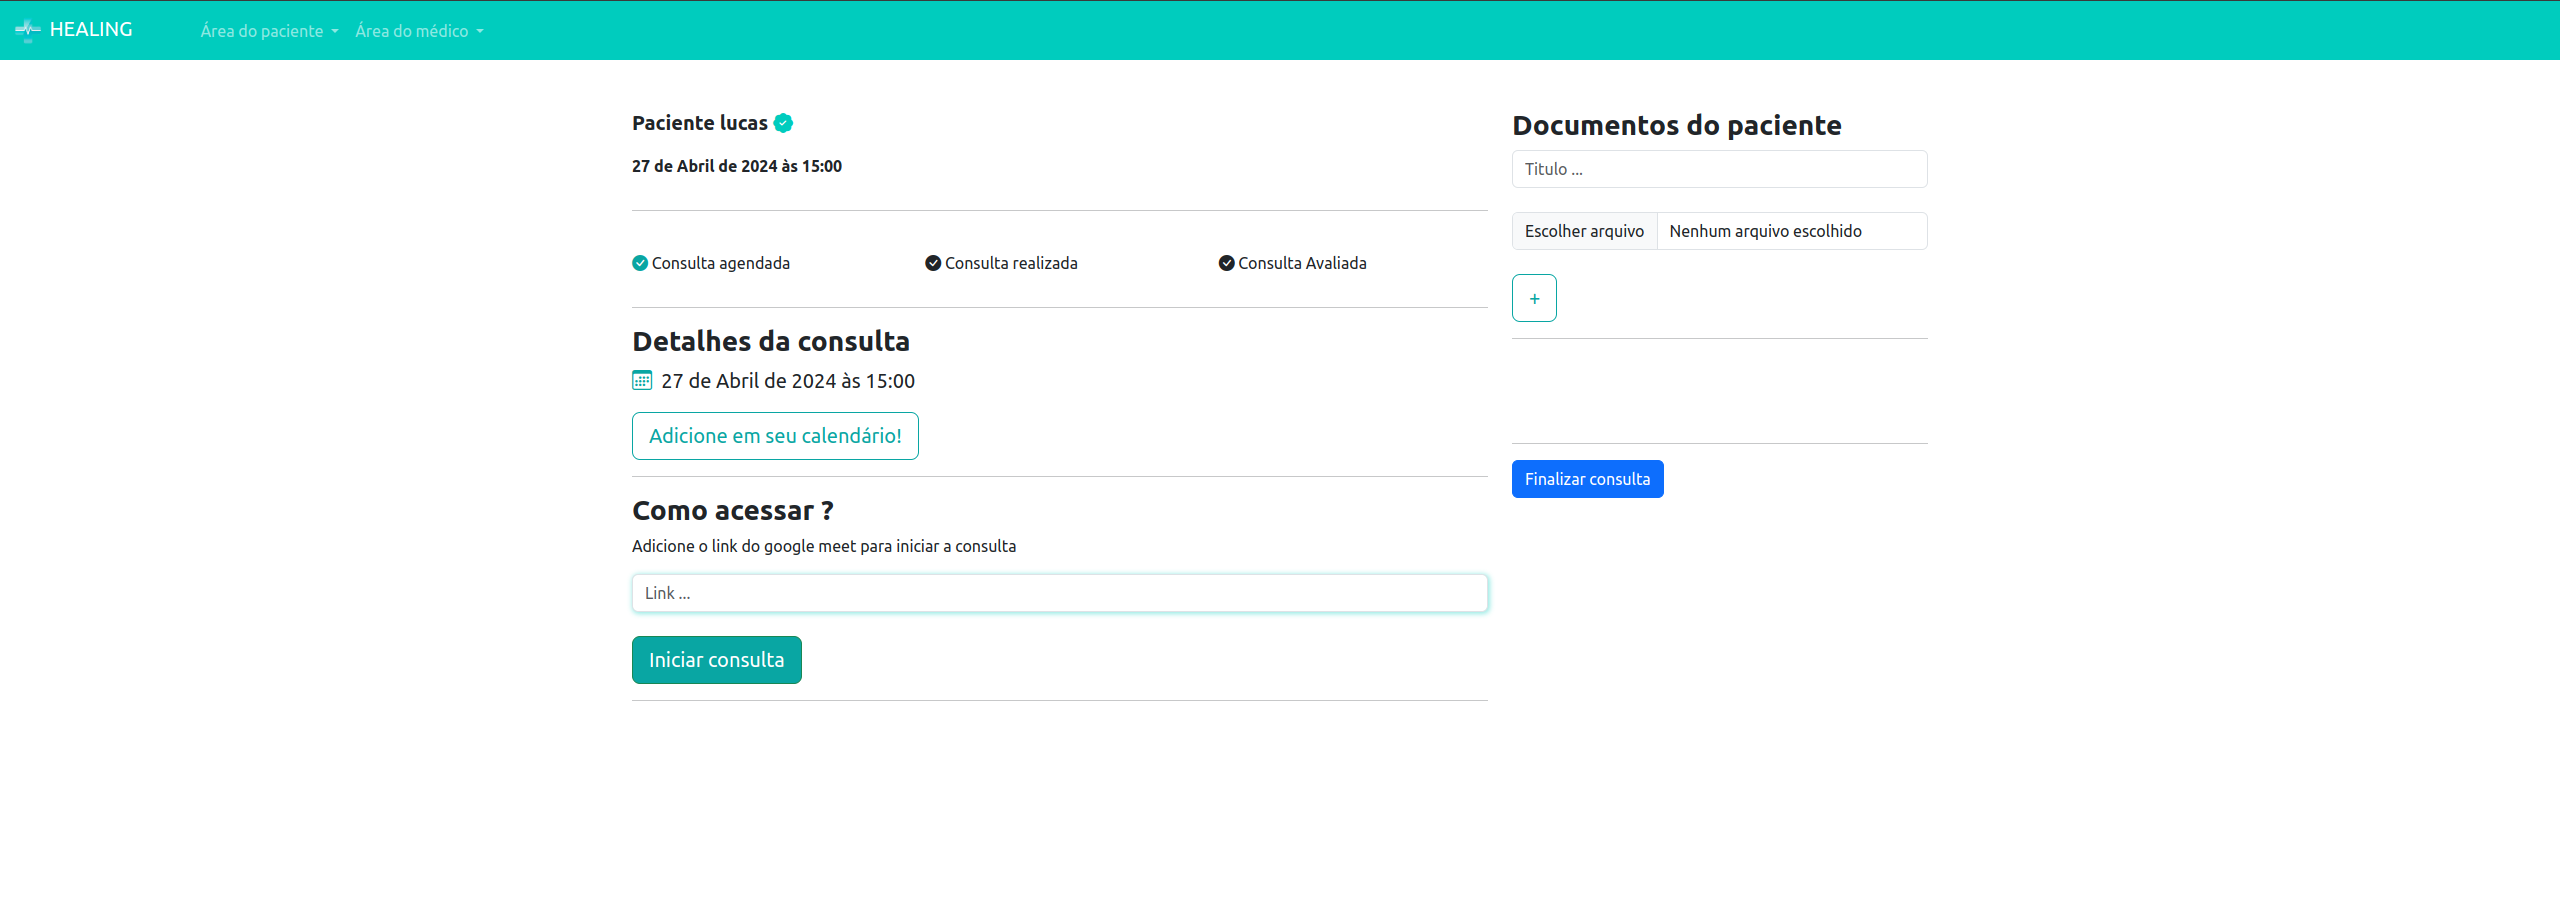 HEALING
Área do paciente
Área do médico
Paciente lucas
27 de Abril de 2024 às 15:00
Consulta agendada
Consulta realizada
Consulta Avaliada
Detalhes da consulta
27 de Abril de 2024 às 15:00
Adicione em seu calendário!
Como acessar ?
Adicione o link do google meet para iniciar a consulta
Link ...
Iniciar consulta
Documentos do paciente
Titulo ...
Escolher arquivo Nenhum arquivo escolhido
+
Finalizar consulta